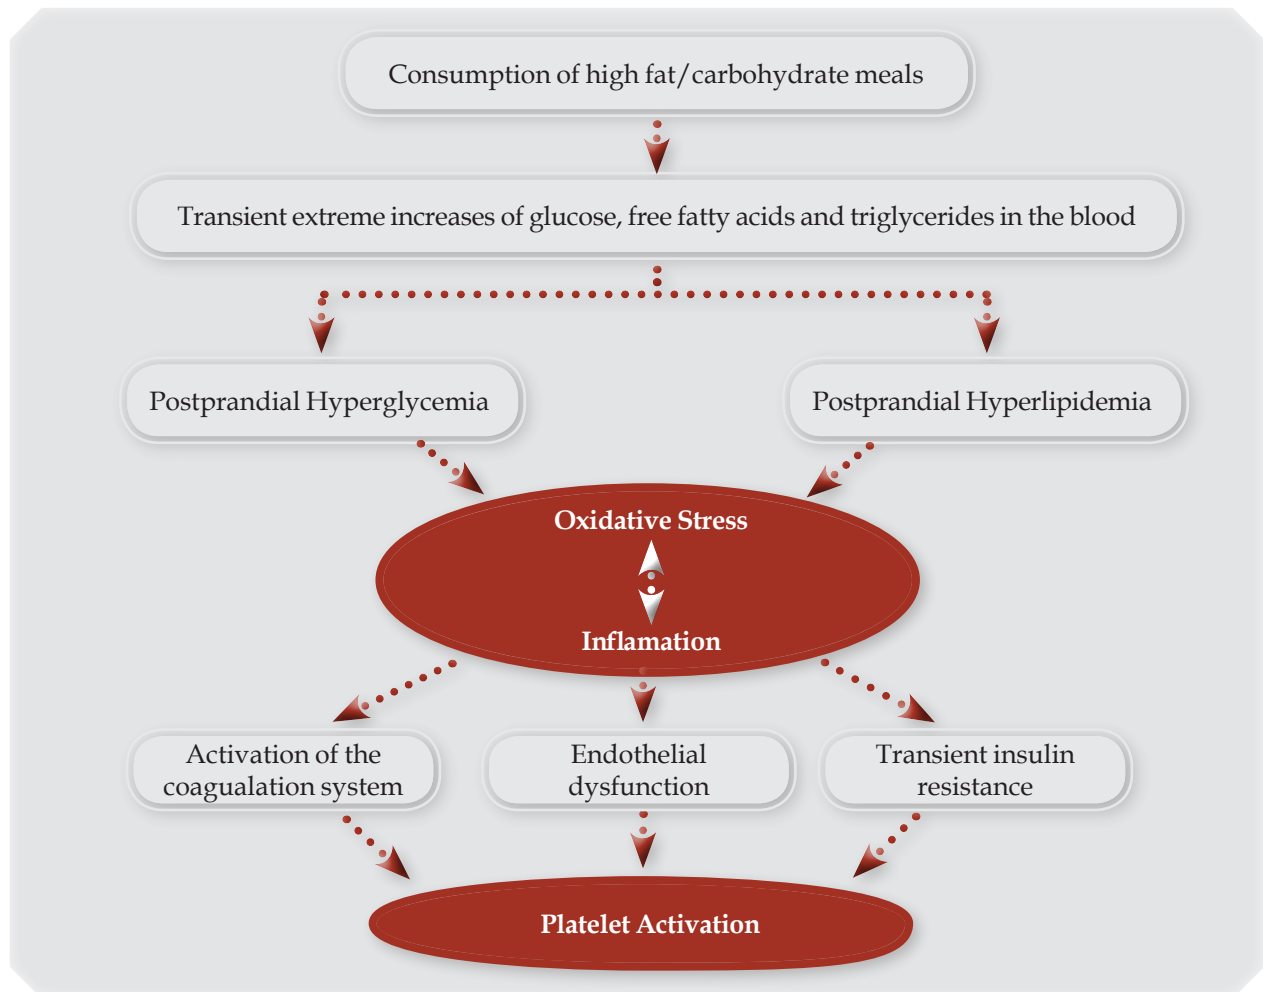 Consumption of high fat/carbohydrate meals
Transient extreme increases of glucose, free fatty acids and triglycerides in the blood
Postprandial Hyperglycemia
Postprandial Hyperlipidemia
Oxidative Stress
Inflamation
Activation of the
coagualation system
Endothelial
dysfunction
Transient insulin
resistance
Platelet Activation